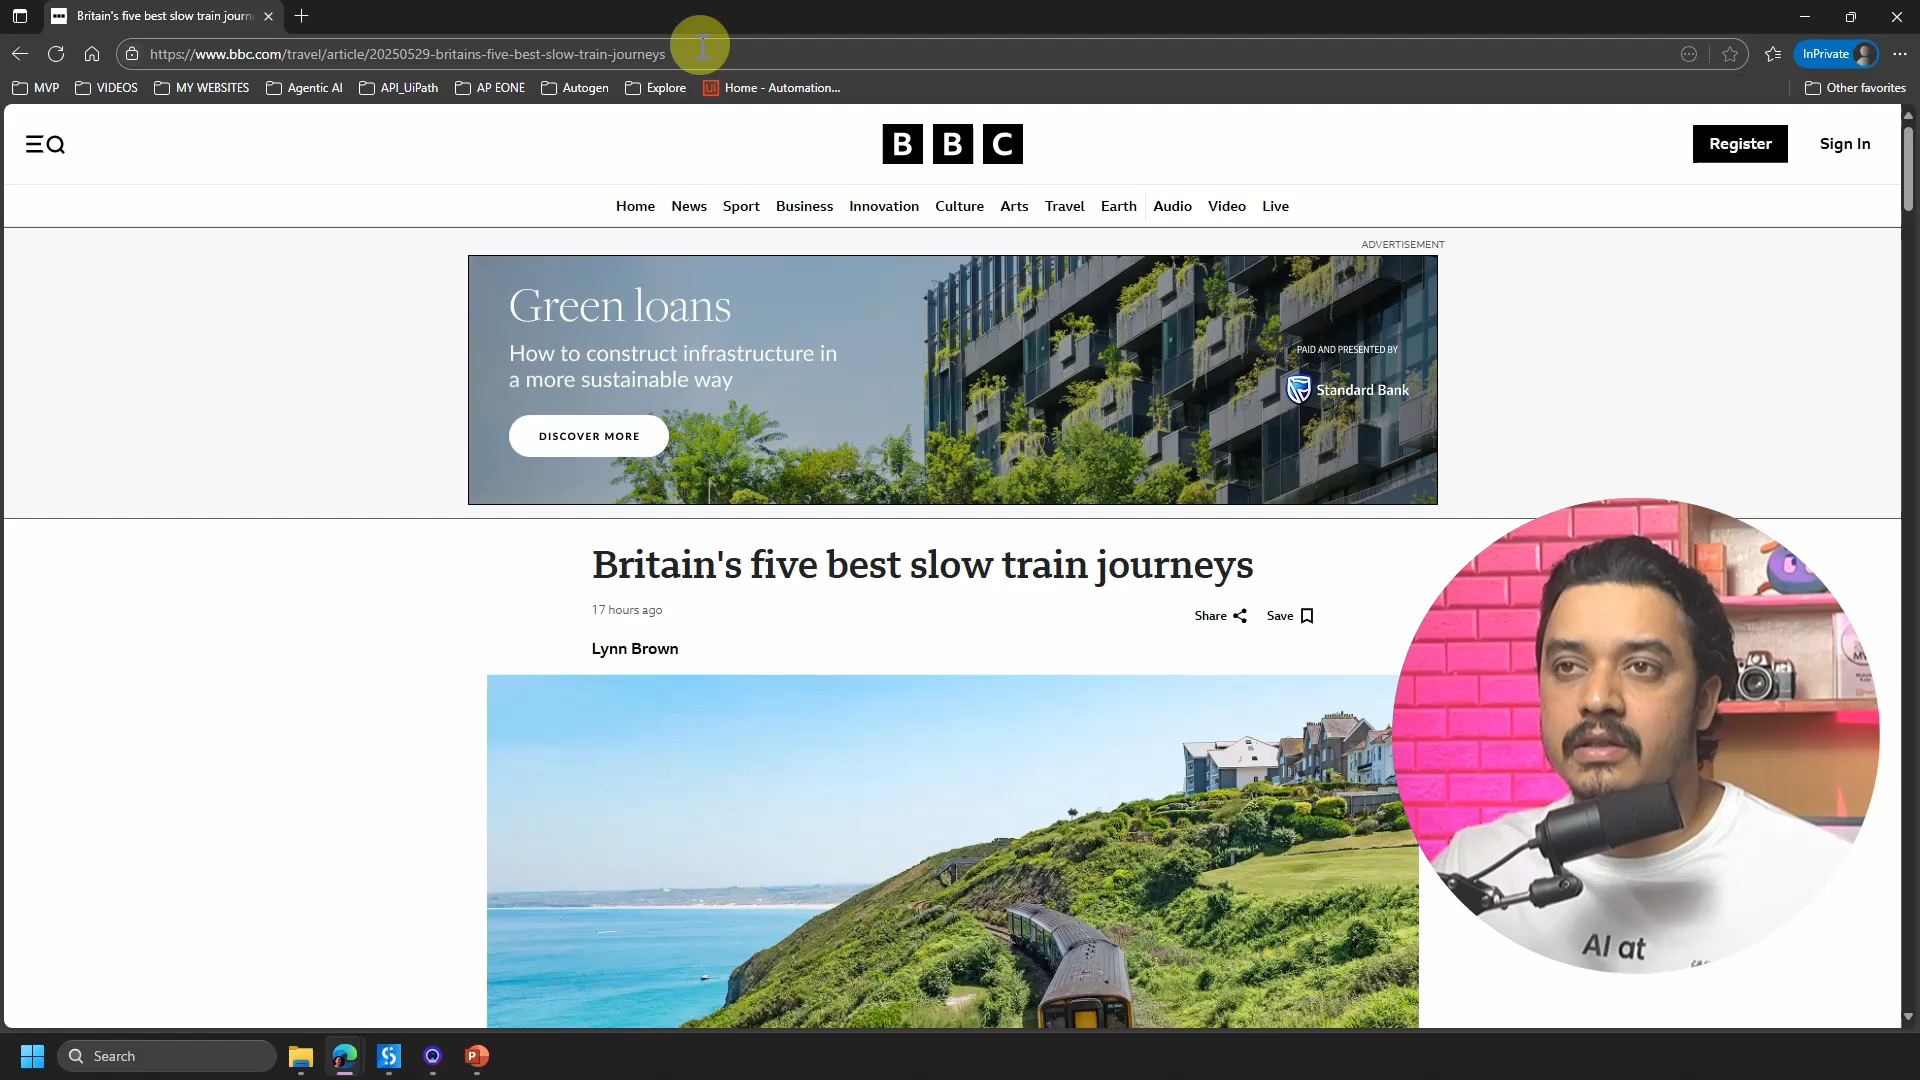 Britain's five best slow train journ
https://www.bbc.com/travel/article/20250529-britains-five-best-slow-train-journeys
InPrivate
MVP
VIDEOS
MY WEBSITES
Agentic AI
API_UiPath
AP EONE
Autogen
Explore
Home - Automation...
Other favorites
BBC
Register
Sign In
Home
News
Sport
Business
Innovation
Culture
Arts
Travel
Earth
Audio
Video
Live
ADVERTISEMENT
Green loans
How to construct infrastructure in
a more sustainable way
DISCOVER MORE
PAID AND PRESENTED BY
Standard Bank
Britain's five best slow train journeys
17 hours ago
Share
Save
Lynn Brown
AI at
Search